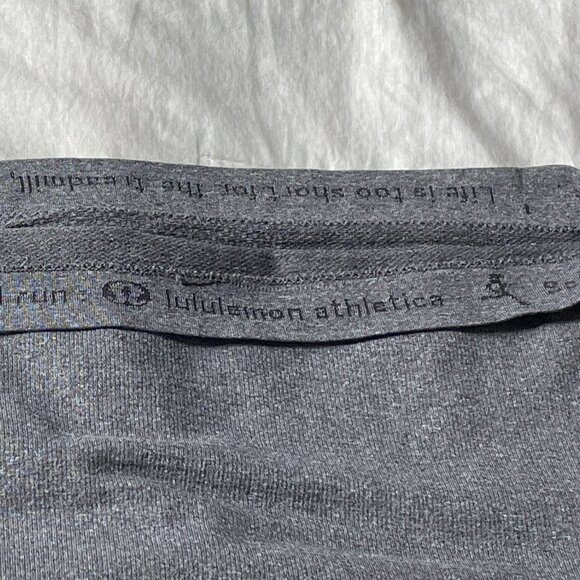 Life is too short for the treadmill,
run : lululemon athletica